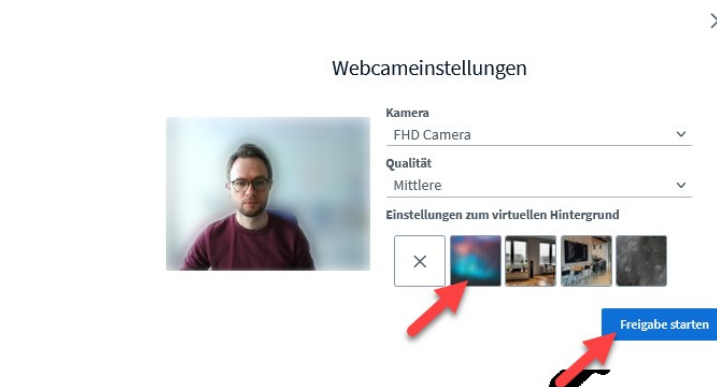 Webcameinstellungen
Kamera
FHD Camera
Qualität
Mittlere
Einstellungen zum virtuellen Hintergrund
Freigabe starten